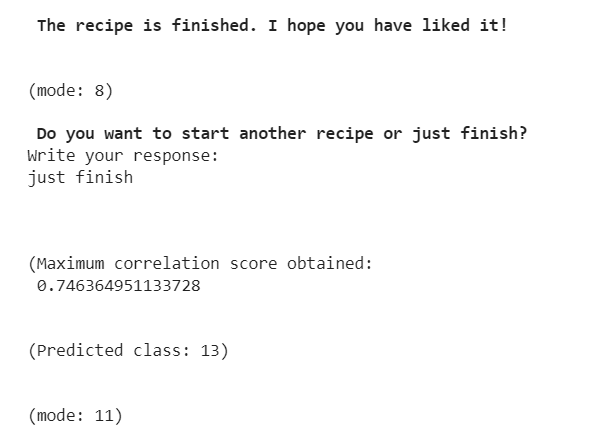 The recipe is finished. I hope you have liked it!
(mode: 8)
Do you want to start another recipe or just finish?
Write your response:
just finish
(Maximum correlation score obtained:
0.746364951133728
(Predicted class: 13)
(mode: 11)